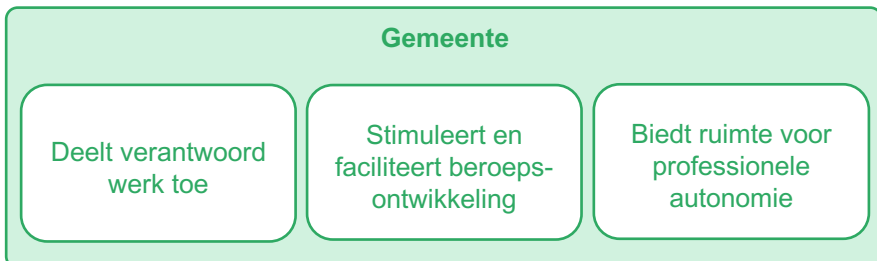 Gemeente
Deelt verantwoord
werk toe
Stimuleert en
faciliteert beroeps-
ontwikkeling
Biedt ruimte voor
professionele
autonomie